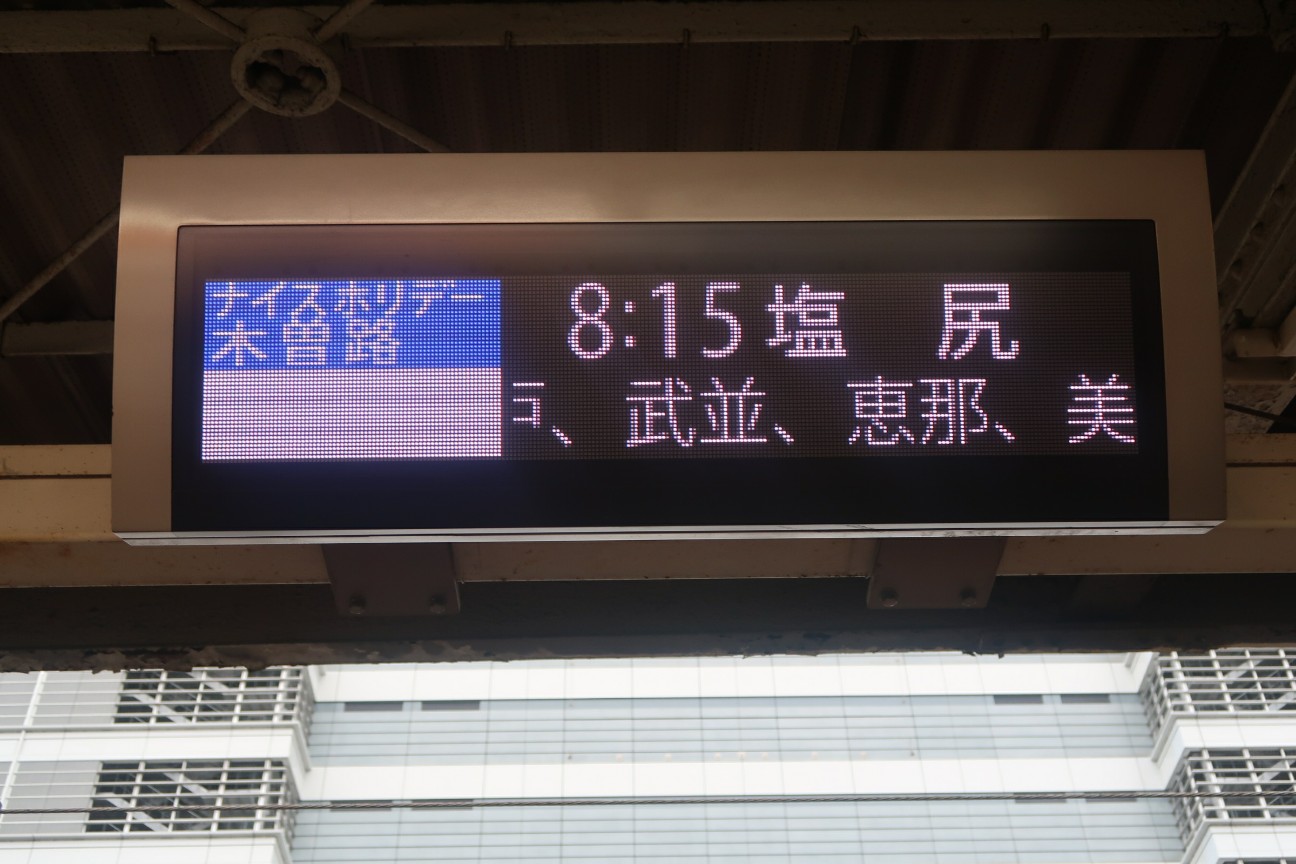 ナイスホリデー
木曽路
8:15 塩 尻
、武並、恵那、美